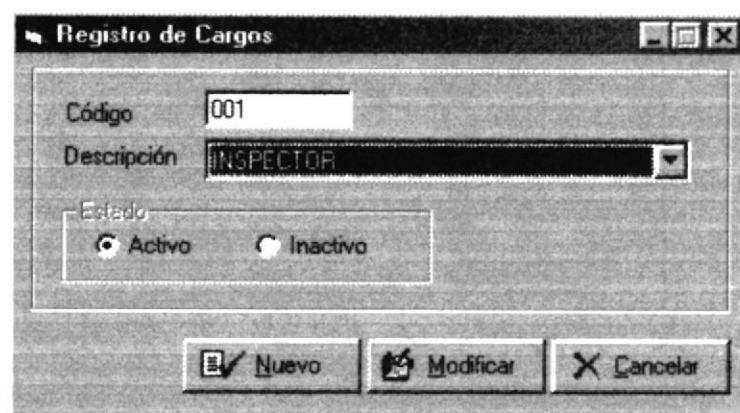 Registro de Cargos
Código 001
Descripción INSPECTOR
Estado
Activo Inactivo
Nuevo Modificar Cancelar